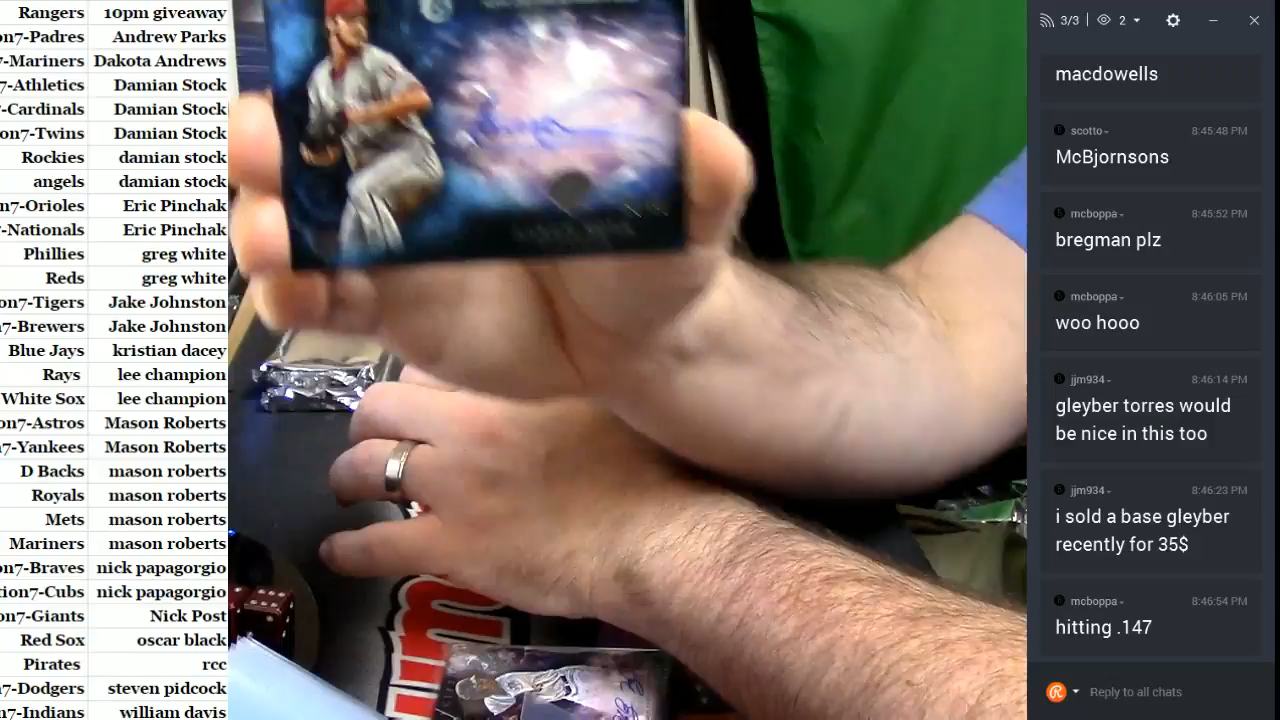 Rangers 10pm giveaway
on7-Padres Andrew Parks
7-Mariners Dakota Andrews
7-Athletics Damian Stock
-Cardinals Damian Stock
on7-Twins Damian Stock
Rockies damian stock
angels damian stock
on7-Orioles Eric Pinchak
7-Nationals Eric Pinchak
Phillies greg white
Reds greg white
on7-Tigers Jake Johnston
7-Brewers Jake Johnston
Blue Jays kristian dacey
Rays lee champion
White Sox lee champion
on7-Astros Mason Roberts
7-Yankees Mason Roberts
D Backs mason roberts
Royals mason roberts
Mets mason roberts
Mariners mason roberts
on7-Braves nick papagorgio
tion7-Cubs nick papagorgio
on7-Giants Nick Post
Red Sox oscar black
Pirates rcc
7-Dodgers steven pidcock
n7-Indians william davis
3/3 | 2
macdowells
scotto 8:45:48 PM
McBjornsons
mcboppa 8:45:52 PM
bregman plz
mcboppa 8:46:05 PM
woo hooo
jjm934 8:46:14 PM
gleyber torres would
be nice in this too
jjm934 8:46:23 PM
i sold a base gleyber
recently for 35$
mcboppa 8:46:54 PM
hitting .147
Reply to all chats